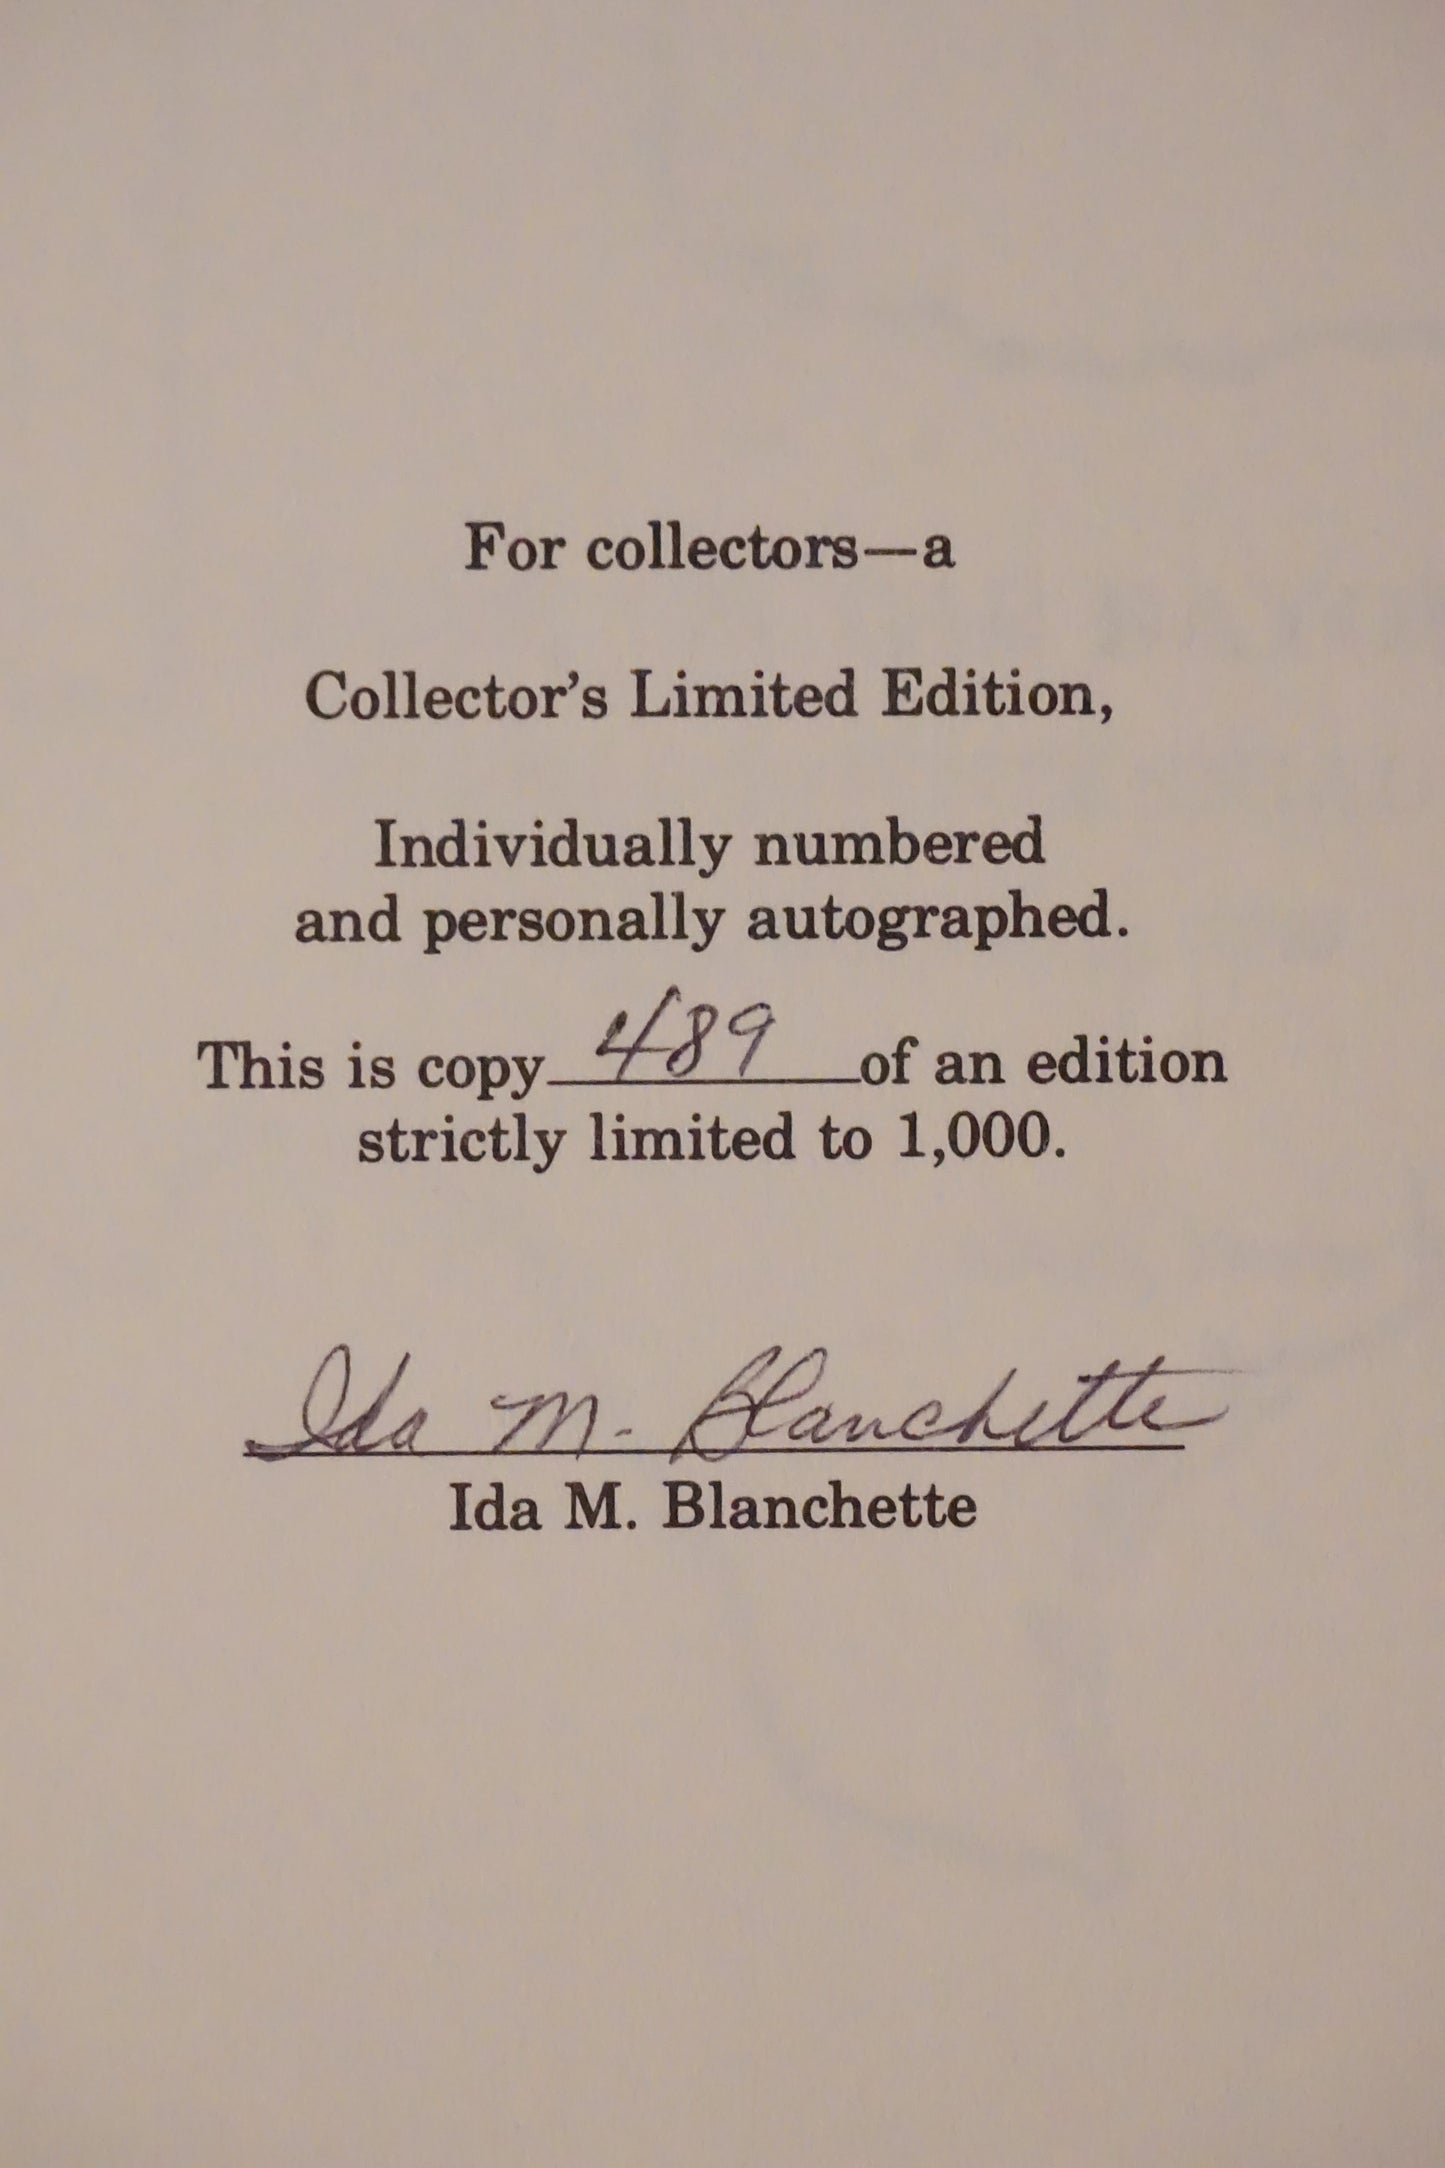 For collectors—a
Collector's Limited Edition,
Individually numbered
and personally autographed.
This is copy 489 of an edition
strictly limited to 1,000.
Ida M. Blanchette
Ida M. Blanchette